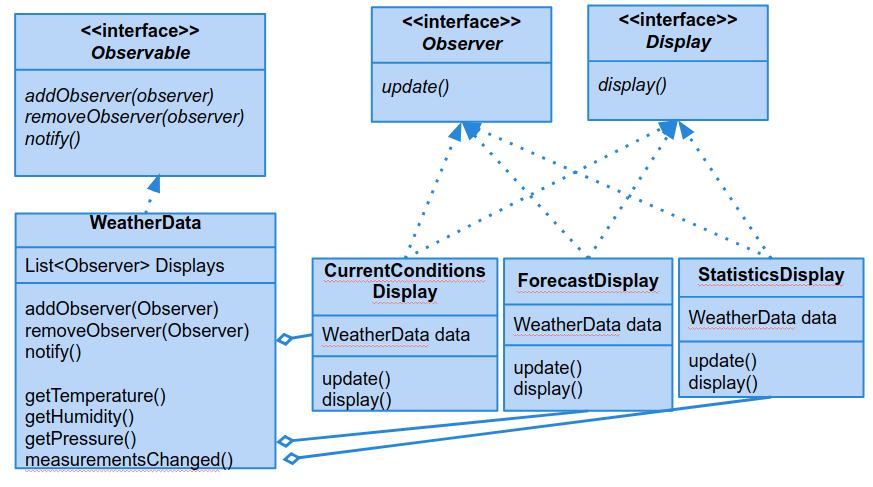 <<interface>>
Observable
addObserver(observer)
removeObserver(observer)
notify()
<<interface>>
Observer
update()
<<interface>>
Display
display()
WeatherData
List<Observer> Displays
addObserver(Observer)
removeObserver(Observer)
notify()
getTemperature()
getHumidity()
getPressure()
measurementsChanged()
CurrentConditions
Display
WeatherData data
update()
display()
ForecastDisplay
WeatherData data
update()
display()
StatisticsDisplay
WeatherData data
update()
display()